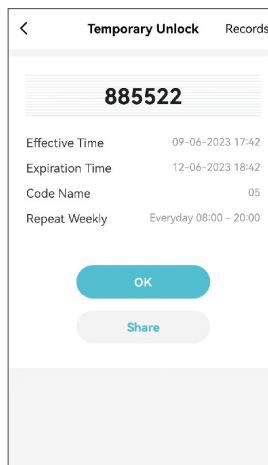 Temporary Unlock Records
885522
Effective Time 09-06-2023 17:42
Expiration Time 12-06-2023 18:42
Code Name 05
Repeat Weekly Everyday 08:00 - 20:00
OK
Share